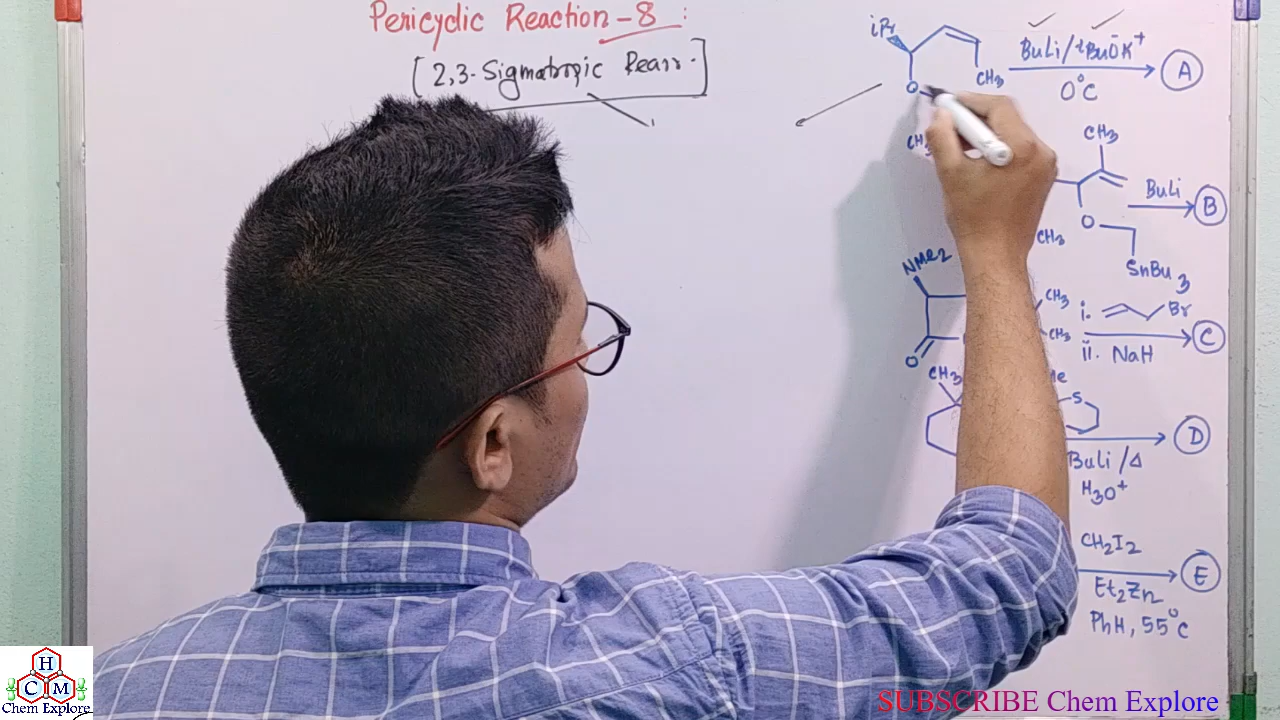 Pericyclic Reaction-8:
[2,3-Sigmatropic Rearr.]
iPr
CH3
O
BuLi/tBuO⁻K⁺
0°C
A
CH3
CH3
BuLi
B
O
CH3
SnBu3
NMe2
CH3
i. Br
CH3
ii. NaH
C
O
CH3
S
BuLi/Δ
H3O⁺
D
CH2I2
Et2Zn
PhH, 55°C
E
H
C M
Chem Explore
SUBSCRIBE Chem Explore